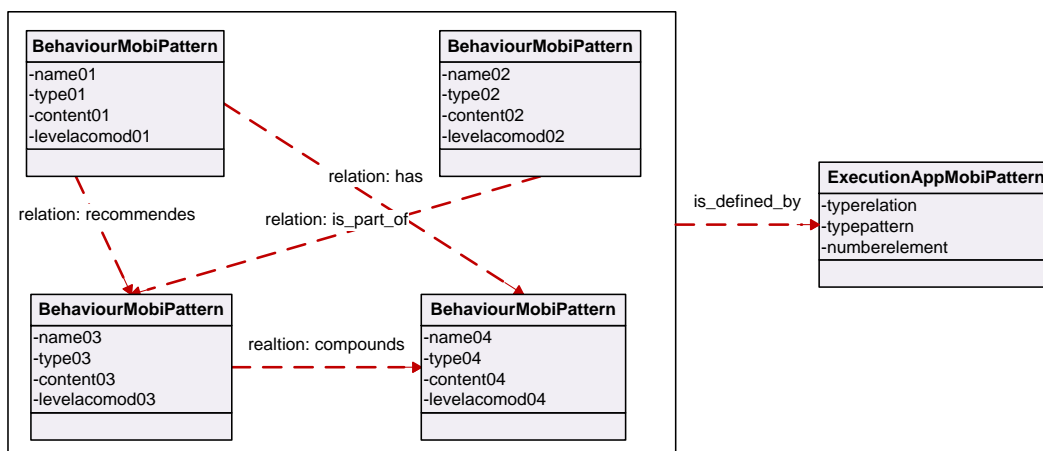 BehaviourMobiPattern
-name01
-type01
-content01
-levelacomod01
BehaviourMobiPattern
-name02
-type02
-content02
-levelacomod02
relation: has
relation: recommendes
relation: is_part_of
is_defined_by
ExecutionAppMobiPattern
-typerelation
-typepattern
-numberelement
BehaviourMobiPattern
-name03
-type03
-content03
-levelacomod03
realtion: compounds
BehaviourMobiPattern
-name04
-type04
-content04
-levelacomod04